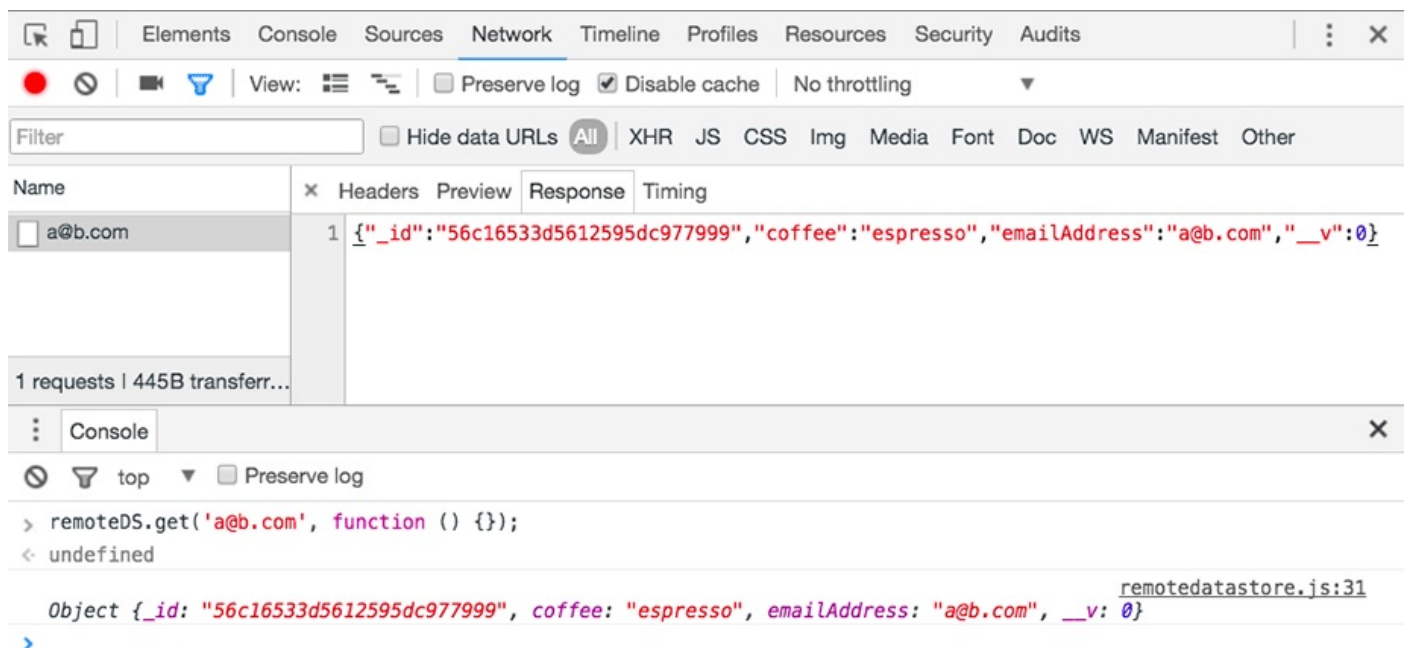 Elements Console Sources Network Timeline Profiles Resources Security Audits
View: Preserve log Disable cache No throttling
Filter Hide data URLs All XHR JS CSS Img Media Font Doc WS Manifest Other
Name
Headers Preview Response Timing
a@b.com
1 {"_id":"56c16533d5612595dc977999","coffee":"espresso","emailAddress":"a@b.com","__v":0}
1 requests | 445B transferr...
Console
top Preserve log
> remoteDS.get('a@b.com', function () {});
undefined
remotedatastore.js:31
Object {_id: "56c16533d5612595dc977999", coffee: "espresso", emailAddress: "a@b.com", __v: 0}
>